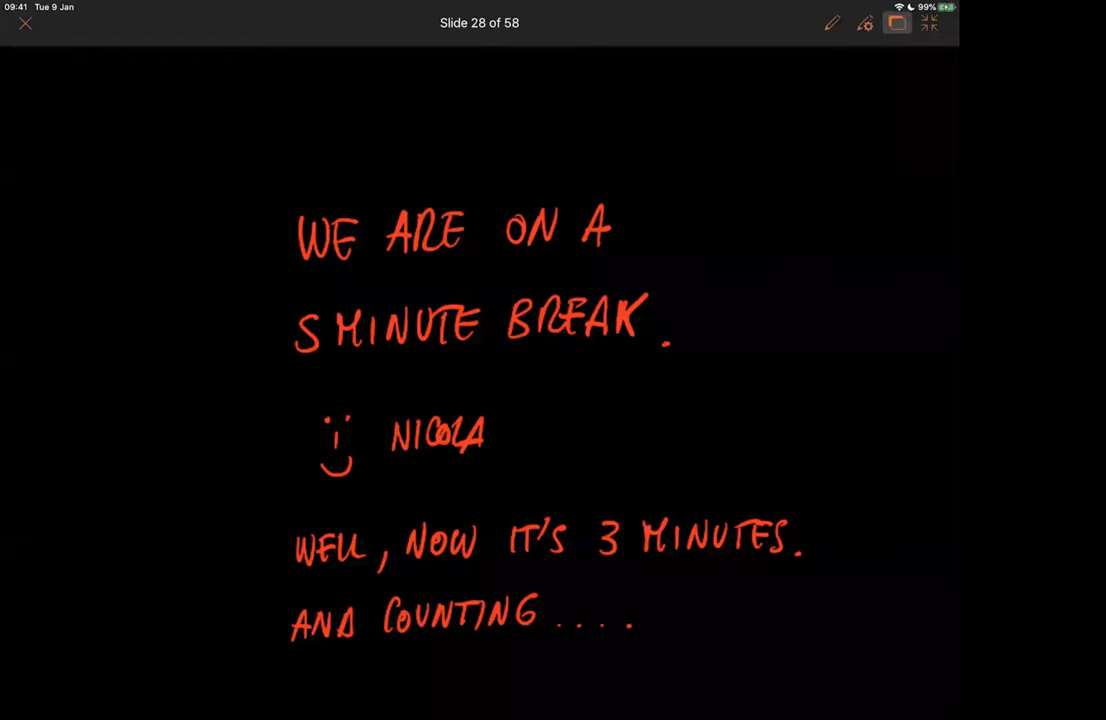 09:41 Tue 9 Jan
99%
Slide 28 of 58
WE ARE ON A
5 MINUTE BREAK.
NICOLA
WELL, NOW IT'S 3 MINUTES.
AND COUNTING....